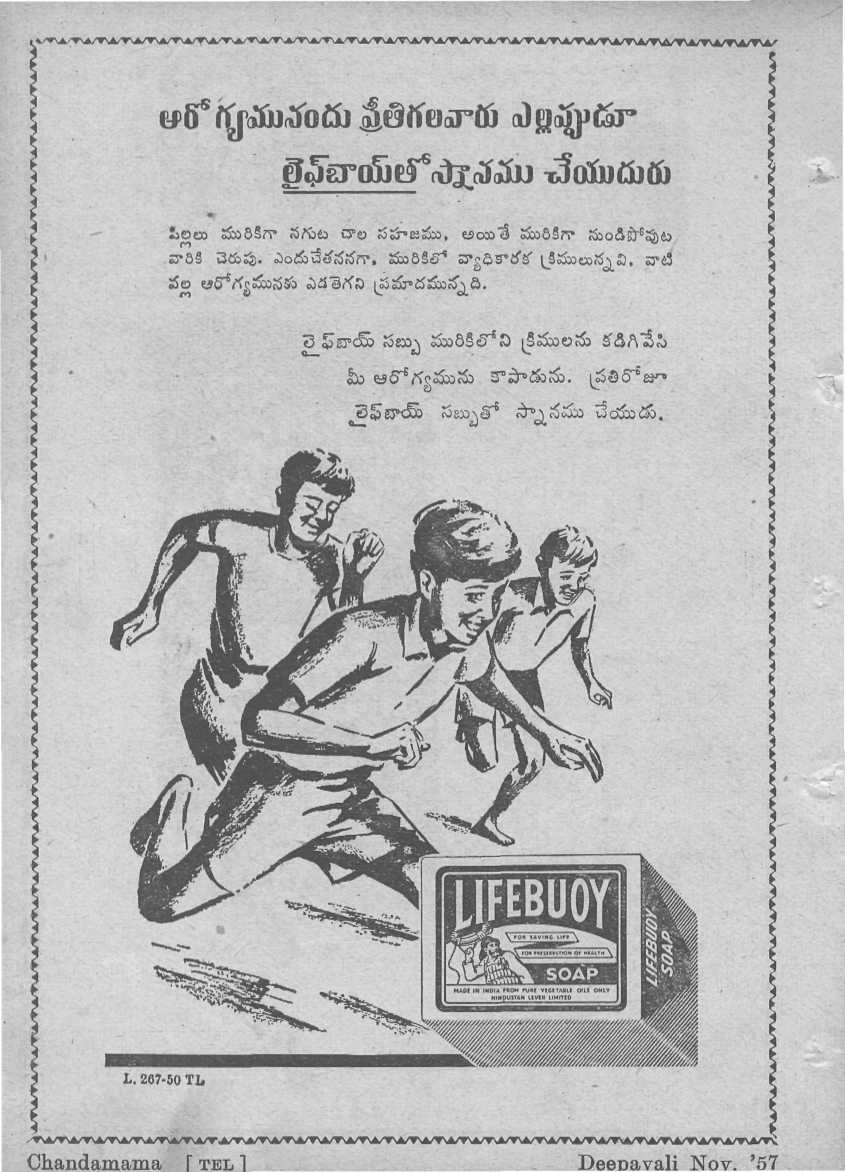 ఆరోగ్యమునందు ప్రీతిగలవారు ఎల్లప్పుడూ
లైఫ్‌బాయ్‌తో స్నానము చేయుదురు
పిల్లలు మురికిగా నగుట చాల సహజము, అయితే మురికిగా నుండిపోవుట
వారికి చెరుపు. ఎందుచేతననగా, మురికిలో వ్యాధికారక క్రిములున్నవి. వాటి
వల్ల ఆరోగ్యమునకు ఎడతెగని ప్రమాదమున్నది.
లైఫ్‌బాయ్ సబ్బు మురికిలోని క్రిములను కడిగివేసి
మీ ఆరోగ్యమును కాపాడును. ప్రతిరోజూ
లైఫ్‌బాయ్ సబ్బుతో స్నానము చేయుడు.
LIFEBUOY
FOR SAVING LIFE
FOR PRESERVATION OF HEALTH
SOAP
MADE IN INDIA FROM PURE VEGETABLE OILS ONLY
HINDUSTAN LEVER LIMITED
LIFEBUOY
SOAP
L. 267-50 TL
Chandamama [ TEL ] Deepavali Nov. '57